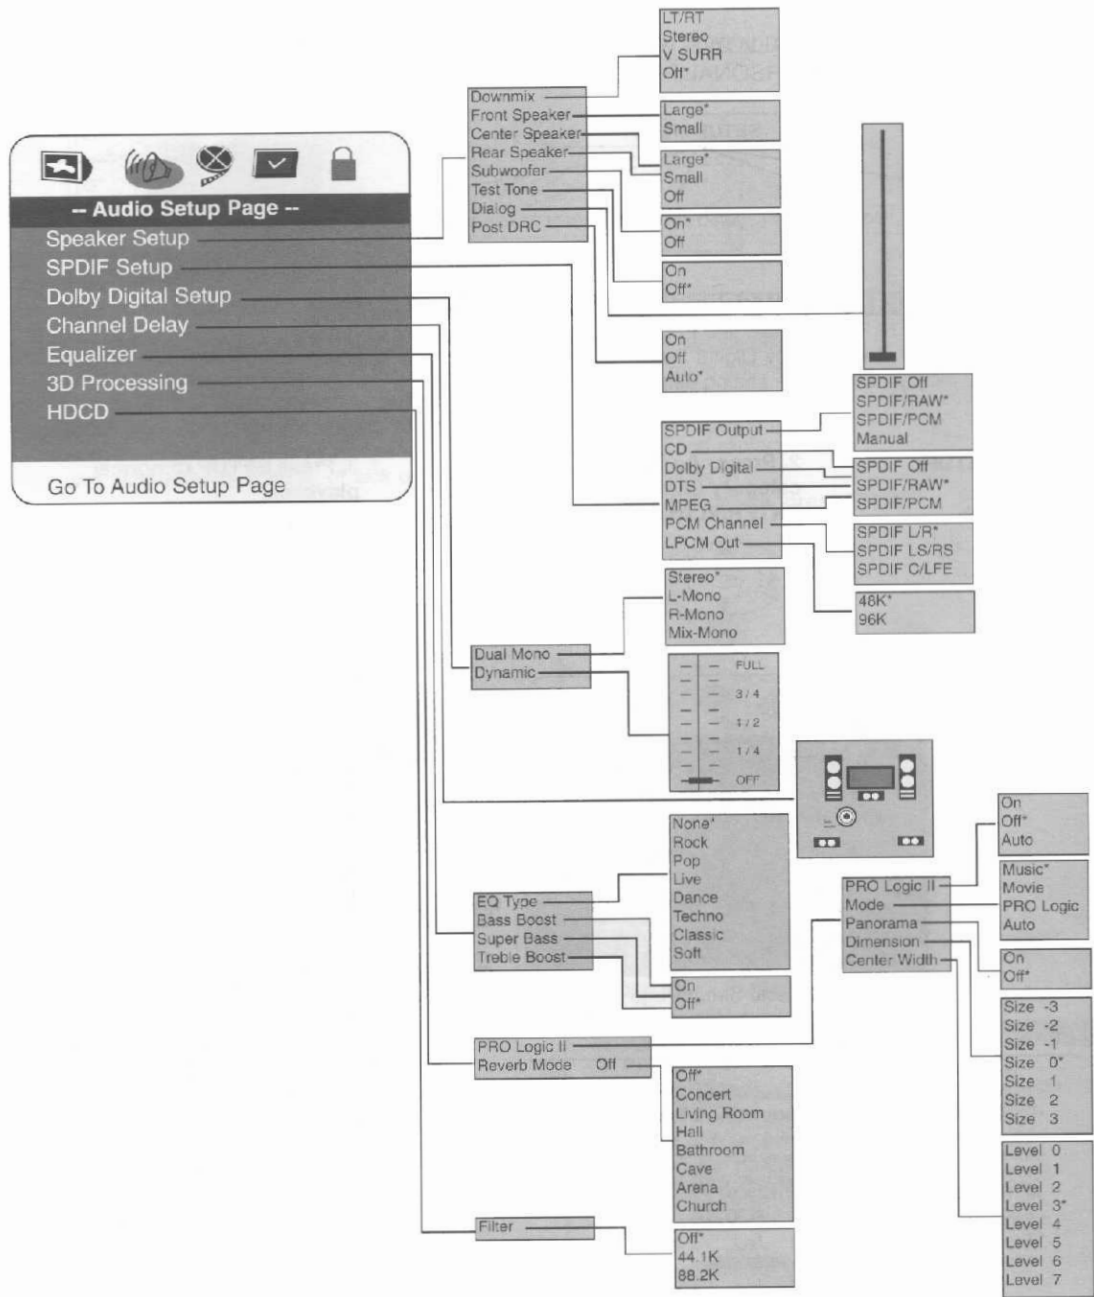 -- Audio Setup Page --
Speaker Setup
SPDIF Setup
Dolby Digital Setup
Channel Delay
Equalizer
3D Processing
HDCD
Go To Audio Setup Page
Downmix
Front Speaker
Center Speaker
Rear Speaker
Subwoofer
Test Tone
Dialog
Post DRC
LT/RT
Stereo
V SURR
Off*
Large*
Small
Large*
Small
Off
On*
Off
On
Off*
On
Off
Auto*
SPDIF Output
CD
Dolby Digital
DTS
MPEG
PCM Channel
LPCM Out
SPDIF Off
SPDIF/RAW*
SPDIF/PCM
Manual
SPDIF Off
SPDIF/RAW*
SPDIF/PCM
SPDIF L/R*
SPDIF LS/RS
SPDIF C/LFE
48K*
96K
Dual Mono
Dynamic
Stereo*
L-Mono
R-Mono
Mix-Mono
FULL
3/4
1/2
1/4
OFF
EQ Type
Bass Boost
Super Bass
Treble Boost
None*
Rock
Pop
Live
Dance
Techno
Classic
Soft
On
Off*
PRO Logic II
Reverb Mode Off
PRO Logic II
Mode
Panorama
Dimension
Center Width
On
Off*
Auto
Music*
Movie
PRO Logic
Auto
On
Off*
Size -3
Size -2
Size -1
Size 0*
Size 1
Size 2
Size 3
Level 0
Level 1
Level 2
Level 3*
Level 4
Level 5
Level 6
Level 7
Off*
Concert
Living Room
Hall
Bathroom
Cave
Arena
Church
Filter
Off*
44.1K
88.2K